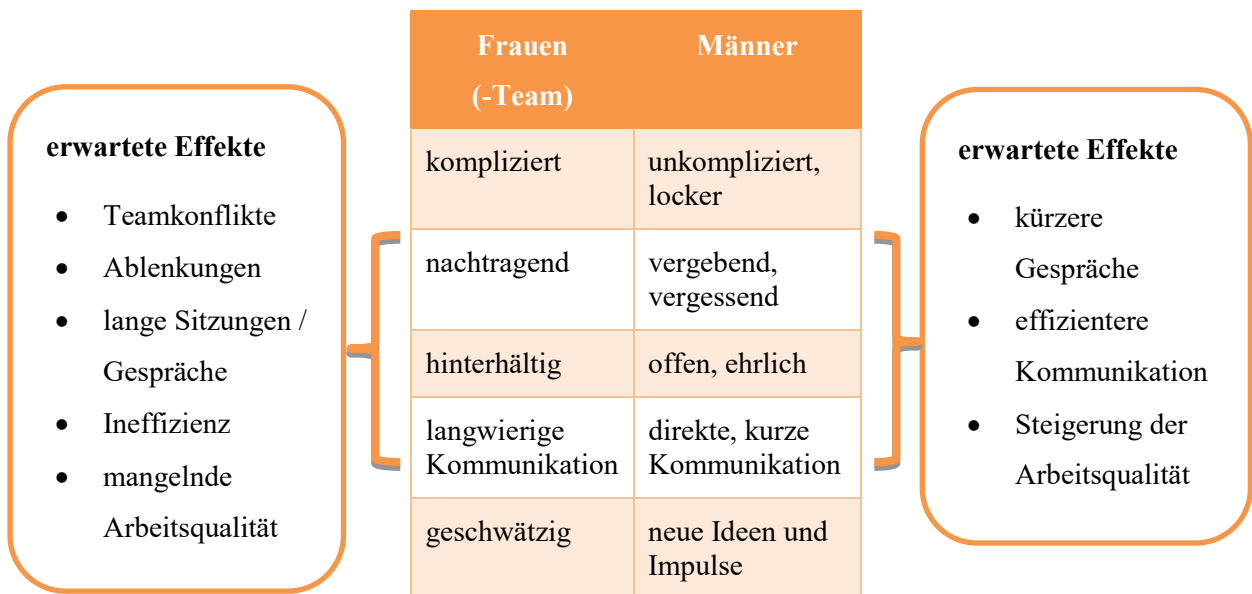 erwartete Effekte
• Teamkonflikte
• Ablenkungen
• lange Sitzungen /
Gespräche
• Ineffizienz
• mangelnde
Arbeitsqualität
Frauen
(-Team)
Männer
kompliziert
unkompliziert,
locker
nachtragend
vergebend,
vergessend
hinterhältig
offen, ehrlich
langwierige
Kommunikation
direkte, kurze
Kommunikation
geschwätzig
neue Ideen und
Impulse
erwartete Effekte
• kürzere
Gespräche
• effizientere
Kommunikation
• Steigerung der
Arbeitsqualität